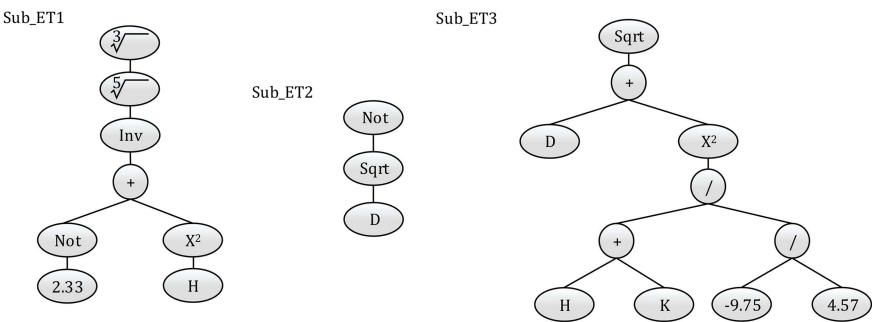 Sub_ET1
∛
⁵√
Inv
+
Not
X²
2.33
H
Sub_ET2
Not
Sqrt
D
Sub_ET3
Sqrt
+
D
X²
/
+
/
H
K
-9.75
4.57